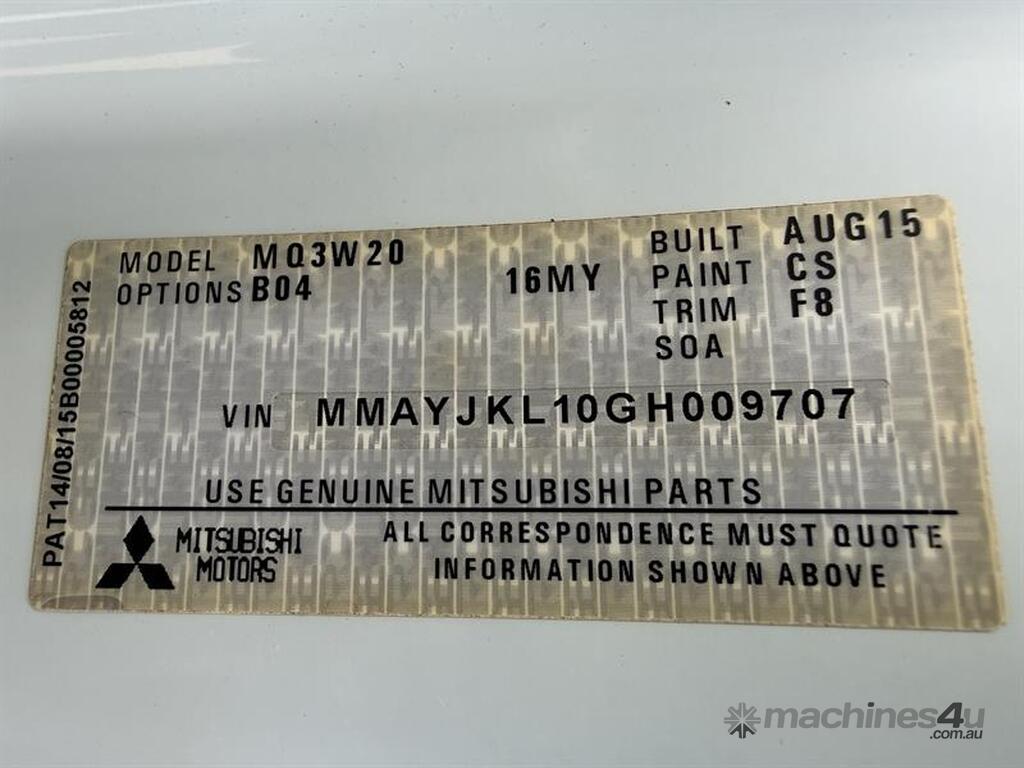 MODEL MQ3W20
OPTIONS B04
16MY
BUILT AUG15
PAINT CS
TRIM F8
SOA
VIN MMAYJKL10GH009707
USE GENUINE MITSUBISHI PARTS
MITSUBISHI
MOTORS
ALL CORRESPONDENCE MUST QUOTE
INFORMATION SHOWN ABOVE
PAT14/08/15B00005812
machines4u
.com.au